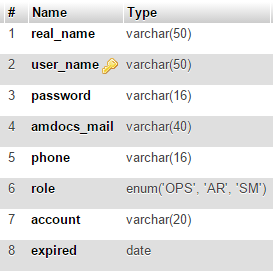 # Name Type
1 real_name varchar(50)
2 user_name varchar(50)
3 password varchar(16)
4 amdocs_mail varchar(40)
5 phone varchar(16)
6 role enum('OPS', 'AR', 'SM')
7 account varchar(20)
8 expired date